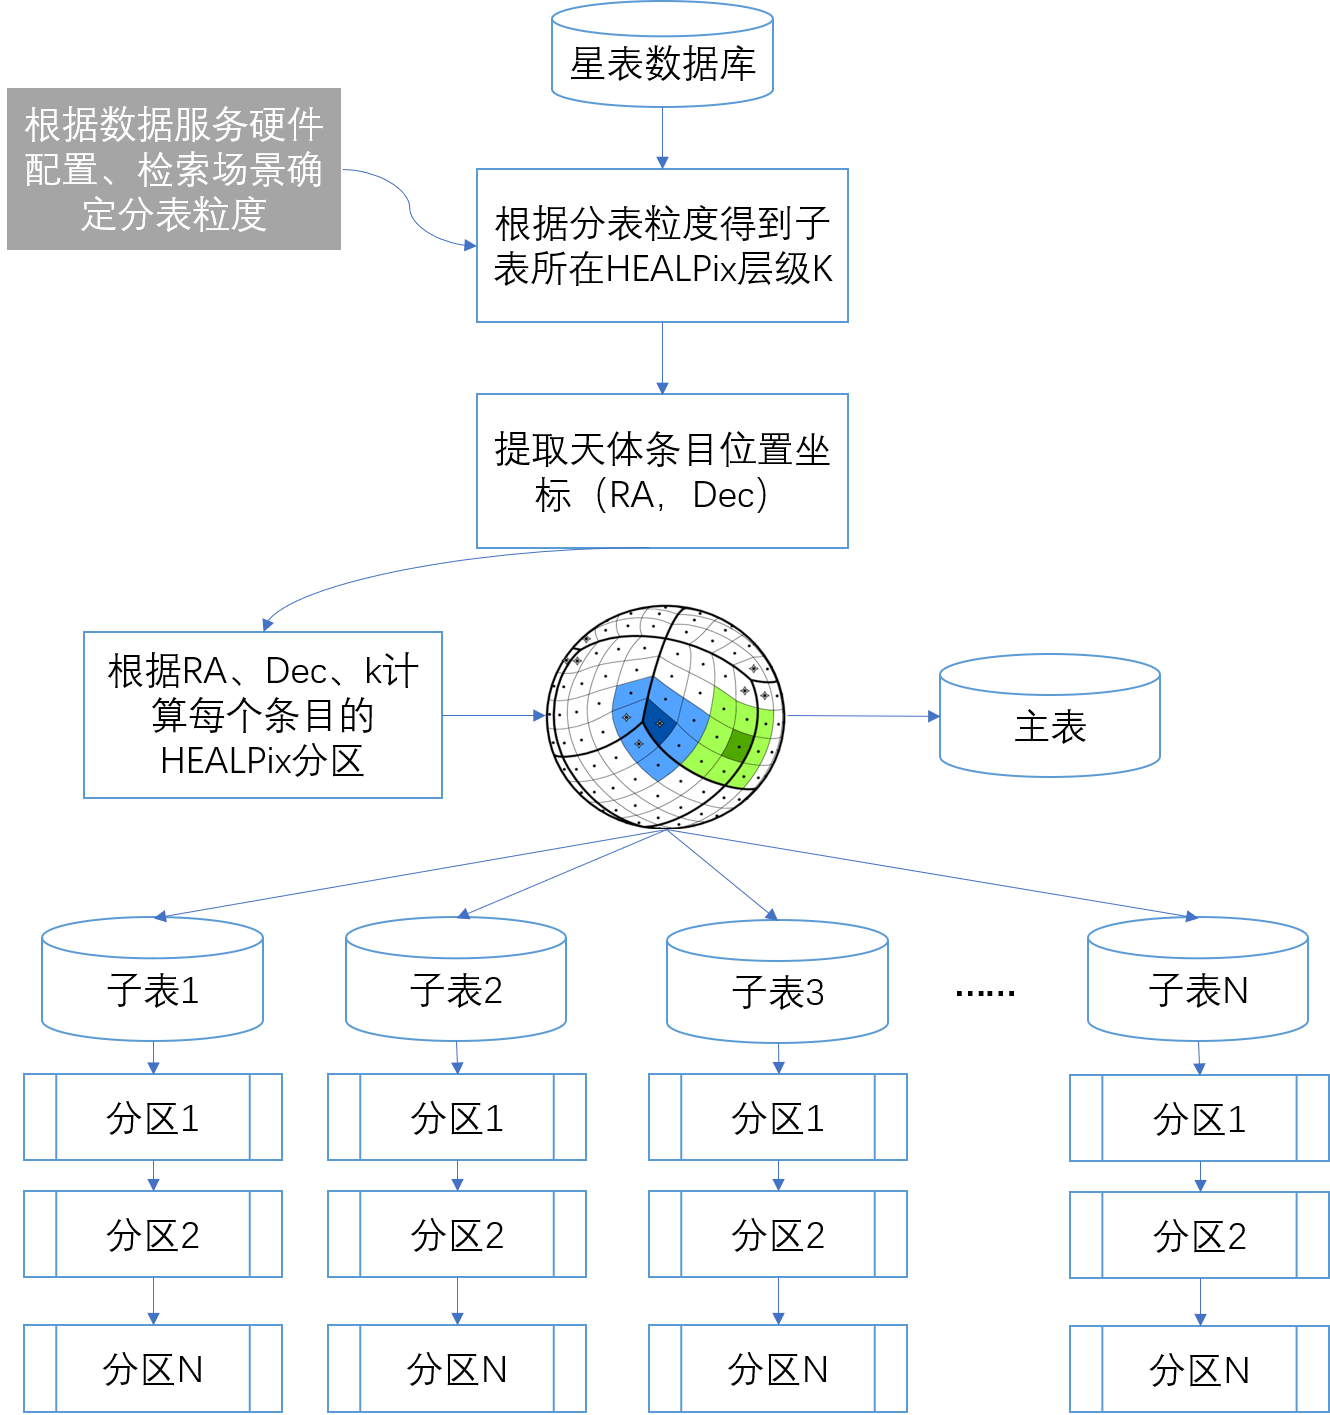 星表数据库
根据数据服务硬件
配置、检索场景确
定分表粒度
根据分表粒度得到子
表所在HEALPix层级K
提取天体条目位置坐
标（RA，Dec）
根据RA、Dec、k计
算每个条目的
HEALPix分区
主表
子表1
子表2
子表3
……
子表N
分区1
分区1
分区1
分区1
分区2
分区2
分区2
分区2
分区N
分区N
分区N
分区N